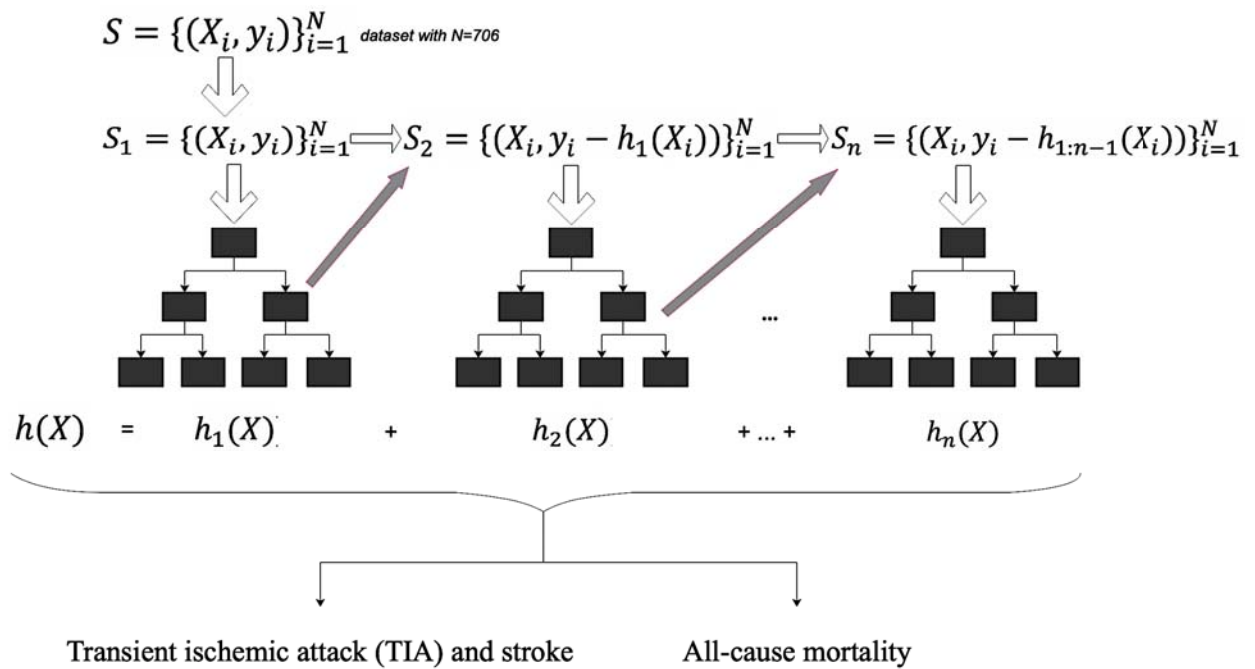 S = {(X_i, y_i)}_{i=1}^N dataset with N=706
S_1 = {(X_i, y_i)}_{i=1}^N S_2 = {(X_i, y_i − h_1(X_i))}_{i=1}^N S_n = {(X_i, y_i − h_{1:n−1}(X_i))}_{i=1}^N
...
h(X) = h_1(X) + h_2(X) + ... + h_n(X)
Transient ischemic attack (TIA) and stroke All-cause mortality